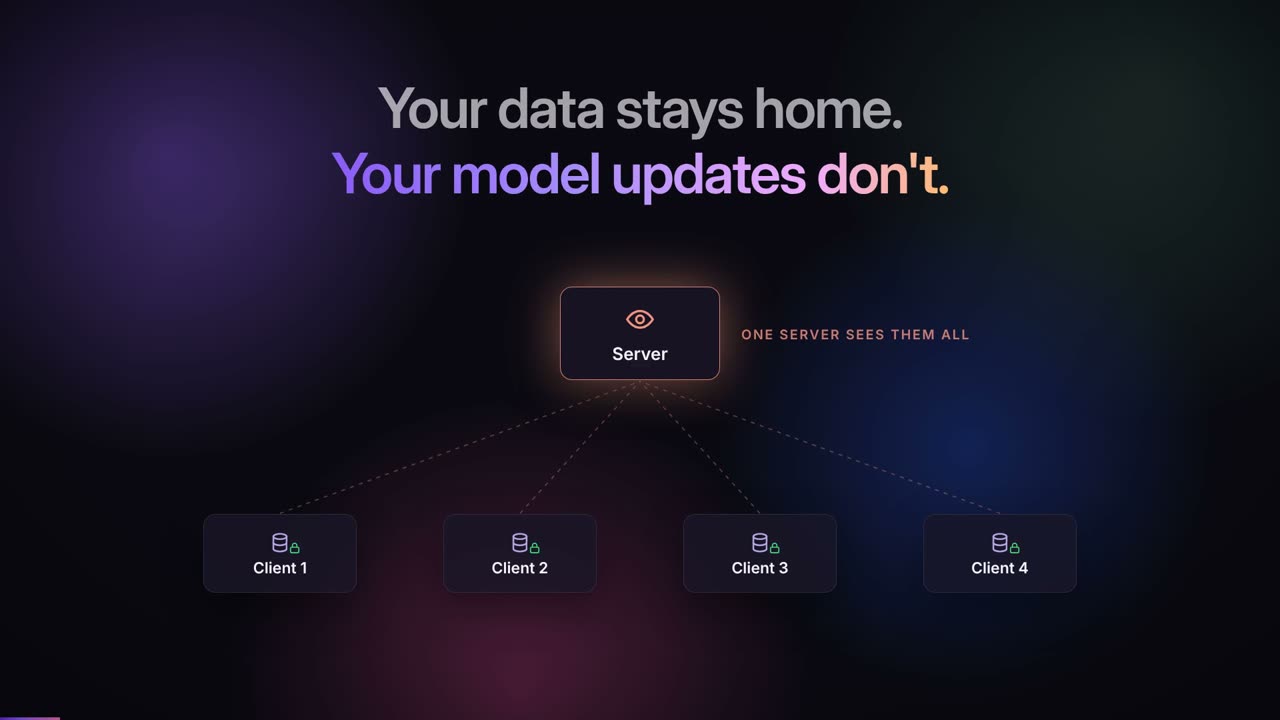 Your data stays home.
Your model updates don't.
Server
ONE SERVER SEES THEM ALL
Client 1
Client 2
Client 3
Client 4